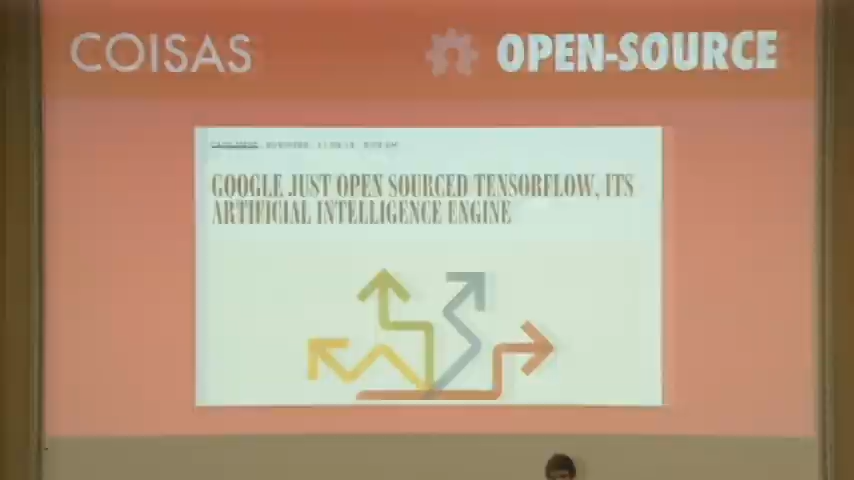 COISAS
OPEN-SOURCE
GOOGLE JUST OPEN SOURCED TENSORFLOW, ITS
ARTIFICIAL INTELLIGENCE ENGINE